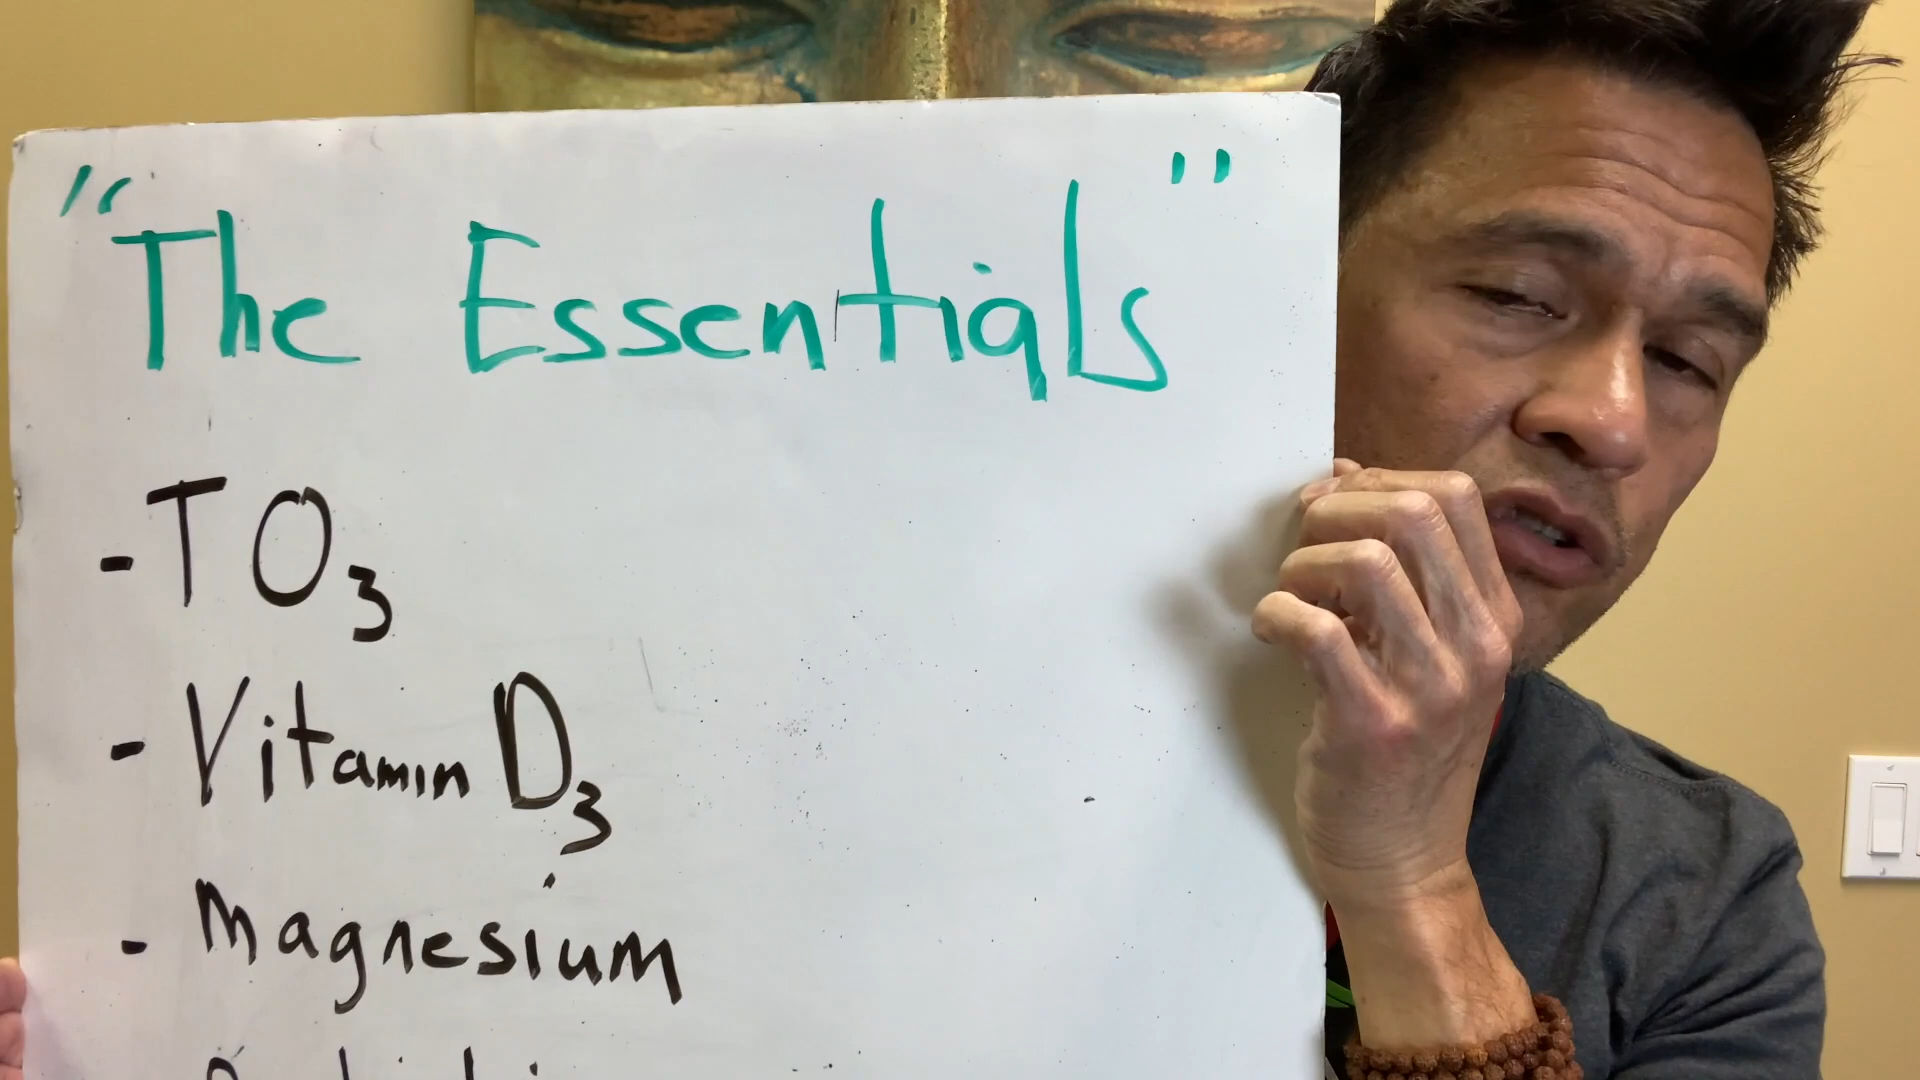 "The Essentials"
- TO₃
- Vitamin D₃
- Magnesium